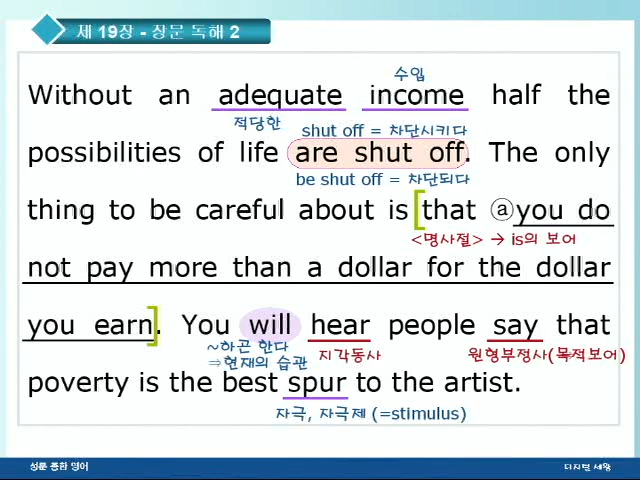 제 19장 - 장문 독해 2
수입
Without an adequate income half the
적당한
shut off = 차단시키다
possibilities of life are shut off. The only
be shut off = 차단되다
thing to be careful about is [that ⓐyou do
<명사절> → is의 보어
not pay more than a dollar for the dollar
you earn]. You will hear people say that
~하곤 한다
⇒현재의 습관
지각동사
원형부정사(목적보어)
poverty is the best spur to the artist.
자극, 자극제 (=stimulus)
성문 종합 영어
디지털 세왕